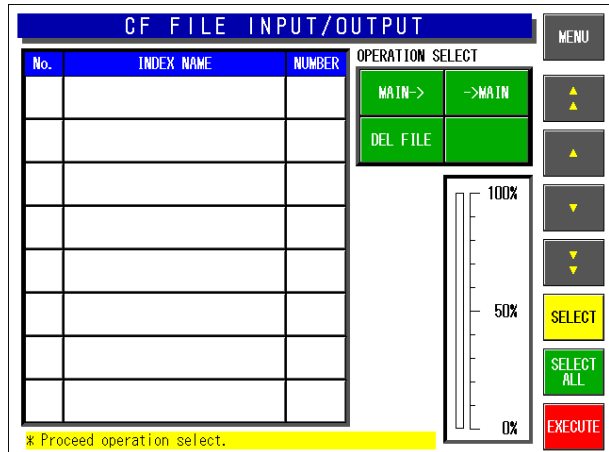 CF FILE INPUT/OUTPUT
MENU
No. INDEX NAME NUMBER
OPERATION SELECT
MAIN-> ->MAIN
DEL FILE
100%
50%
0%
SELECT
SELECT
ALL
EXECUTE
* Proceed operation select.